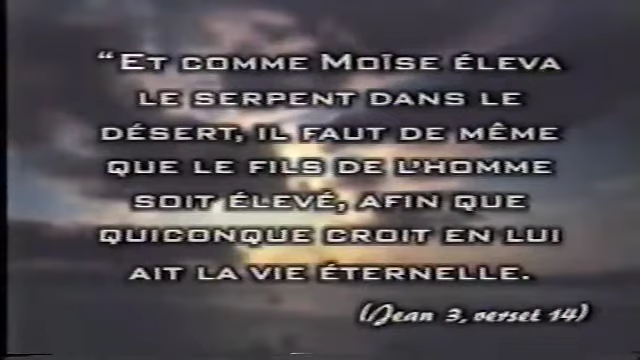 “ET COMME MOÏSE ÉLEVA
LE SERPENT DANS LE
DÉSERT, IL FAUT DE MÊME
QUE LE FILS DE L'HOMME
SOIT ÉLEVÉ, AFIN QUE
QUICONQUE CROIT EN LUI
AIT LA VIE ÉTERNELLE.
(Jean 3, verset 14)